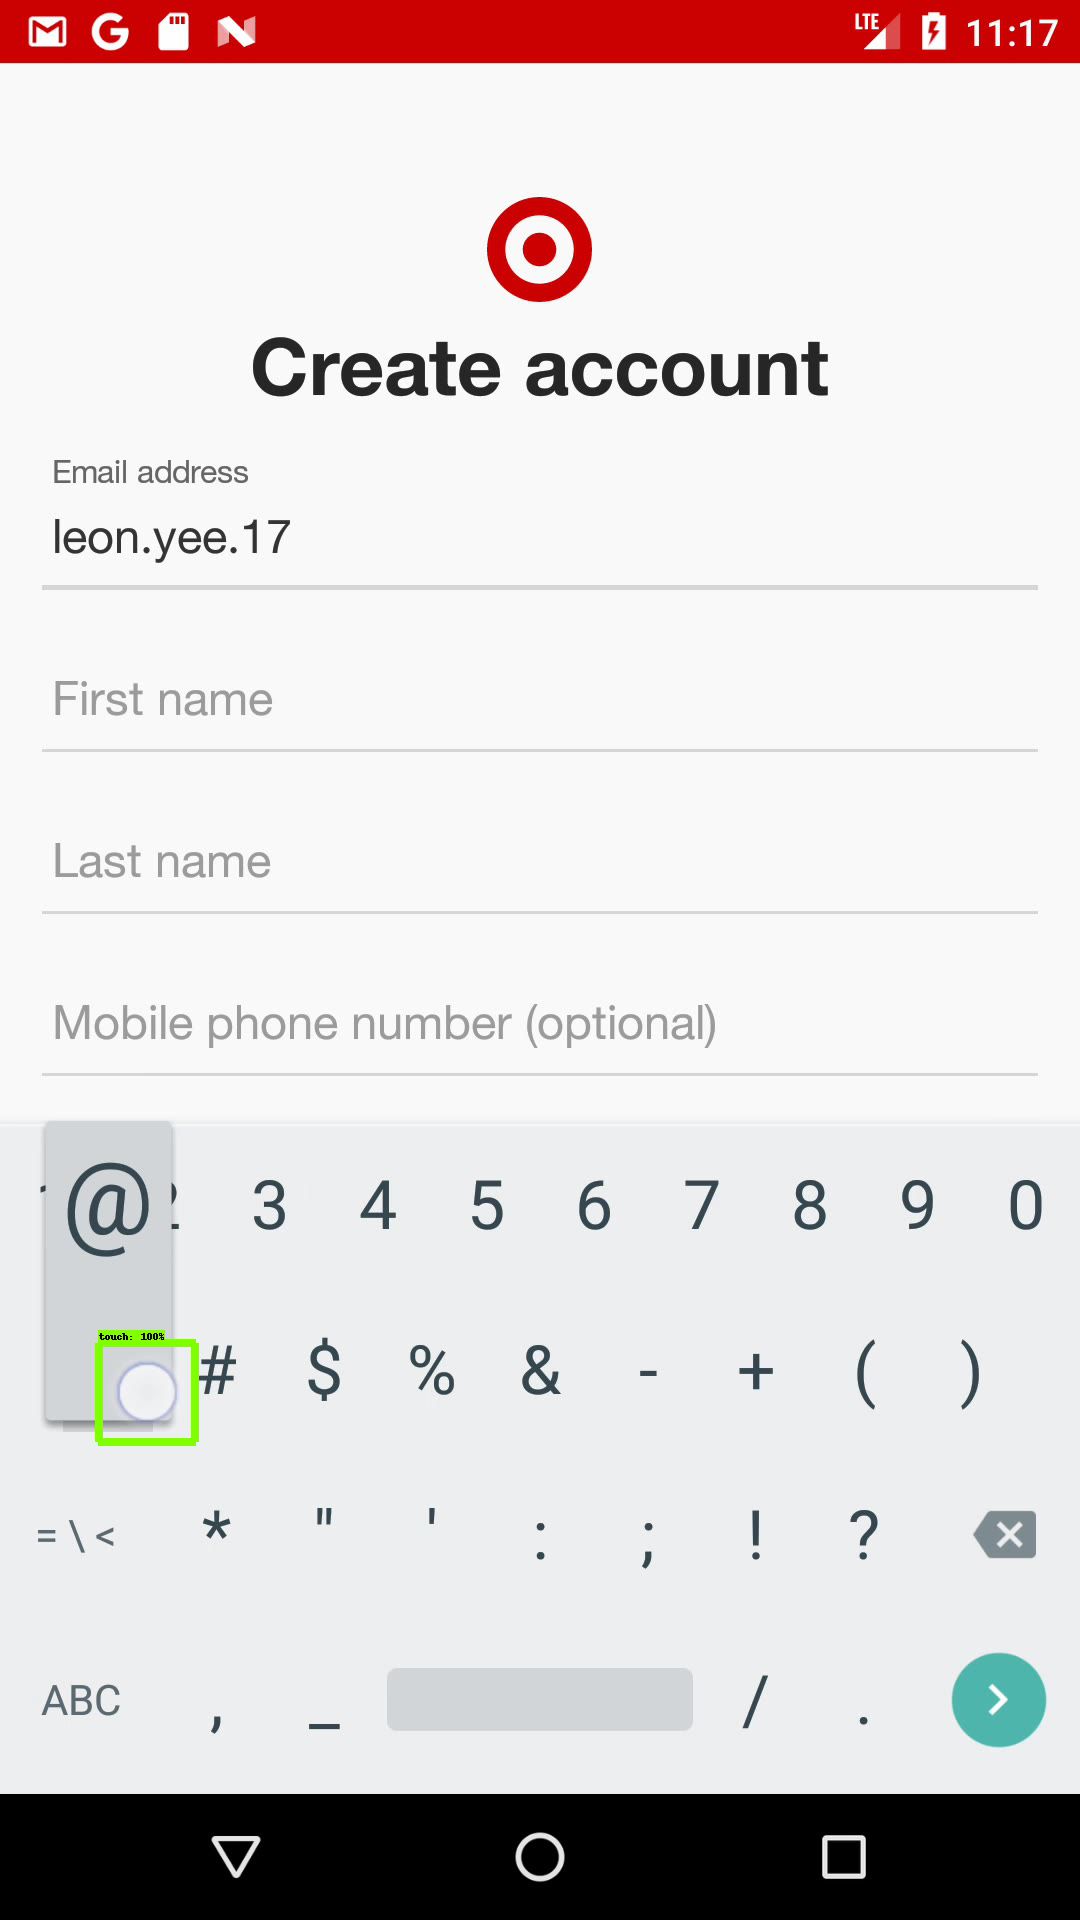 LTE 11:17
Create account
Email address
leon.yee.17
First name
Last name
Mobile phone number (optional)
@ 3 4 5 6 7 8 9 0
touch: 100%
# $ % & - + ( )
= \ < * " ' : ; ! ?
ABC , _ / .